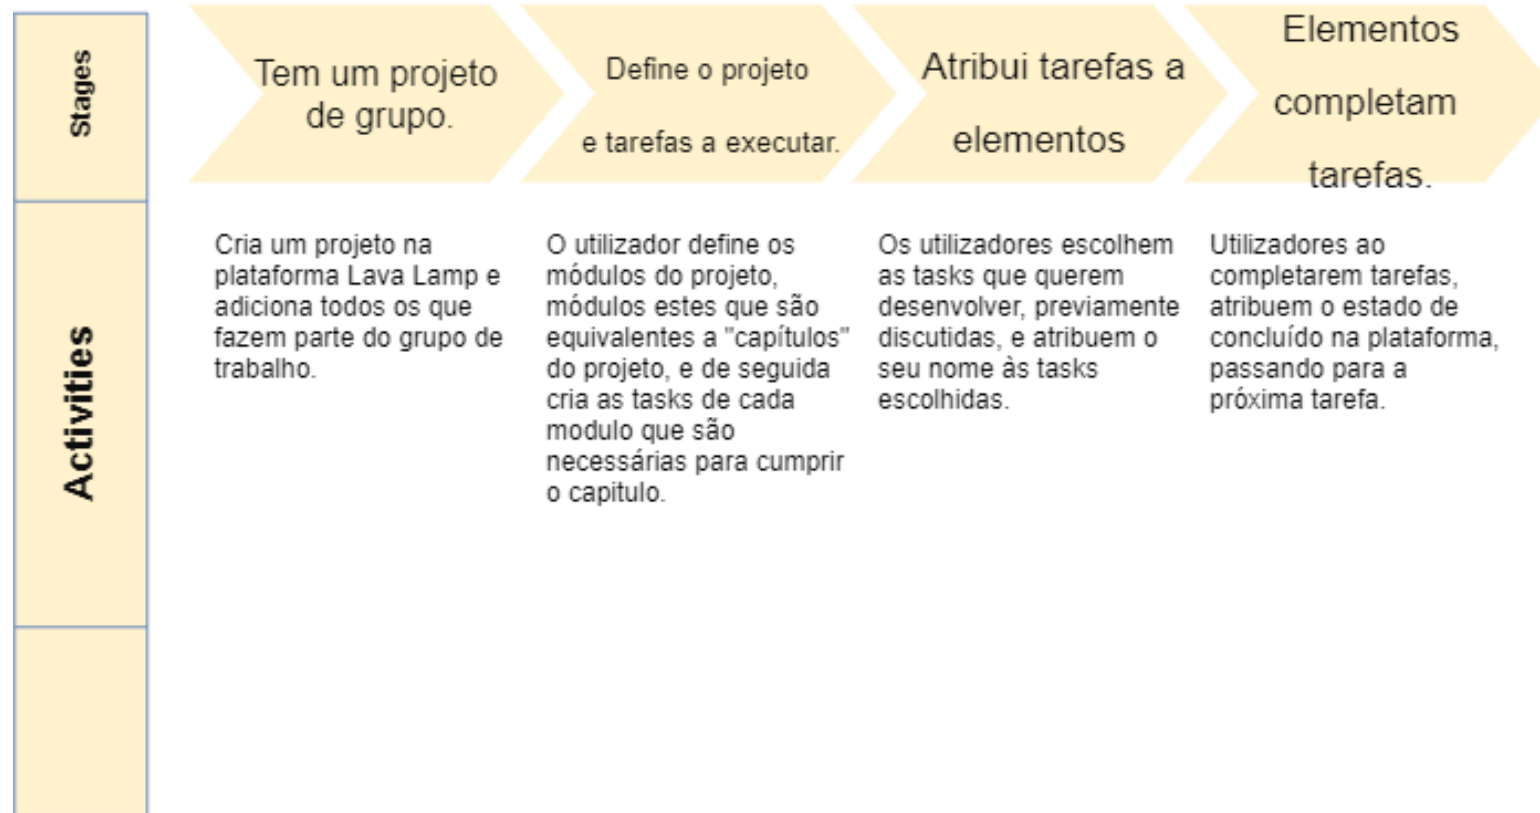 Stages
Tem um projeto
de grupo.
Define o projeto
e tarefas a executar.
Atribui tarefas a
elementos
Elementos
completam
tarefas.
Activities
Cria um projeto na
plataforma Lava Lamp e
adiciona todos os que
fazem parte do grupo de
trabalho.
O utilizador define os
módulos do projeto,
módulos estes que são
equivalentes a "capítulos"
do projeto, e de seguida
cria as tasks de cada
modulo que são
necessárias para cumprir
o capitulo.
Os utilizadores escolhem
as tasks que querem
desenvolver, previamente
discutidas, e atribuem o
seu nome às tasks
escolhidas.
Utilizadores ao
completarem tarefas,
atribuem o estado de
concluído na plataforma,
passando para a
próxima tarefa.